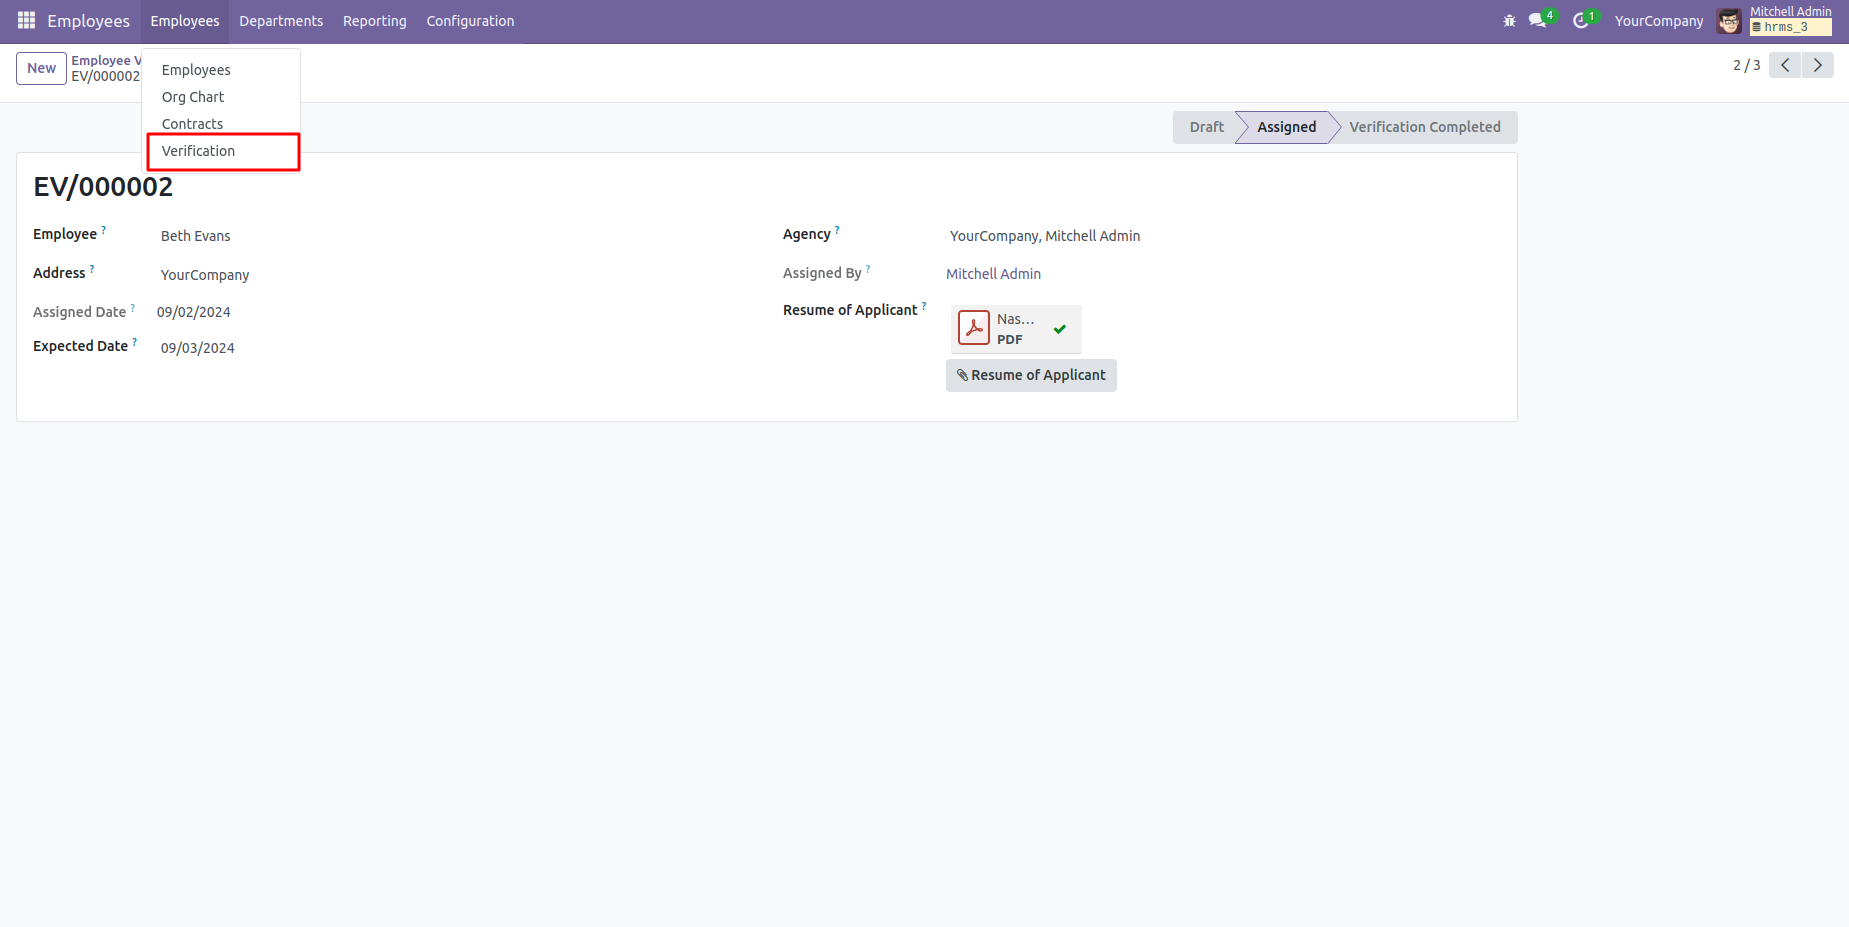 Employees Employees Departments Reporting Configuration 4 1 YourCompany Mitchell Admin
hrms_3
New Employee V
EV/000002
2 / 3
Employees
Org Chart
Contracts
Verification
Draft Assigned Verification Completed
EV/000002
Employee ? Beth Evans Agency ? YourCompany, Mitchell Admin
Address ? YourCompany Assigned By ? Mitchell Admin
Assigned Date ? 09/02/2024 Resume of Applicant ? Nas...
PDF
Expected Date ? 09/03/2024
Resume of Applicant